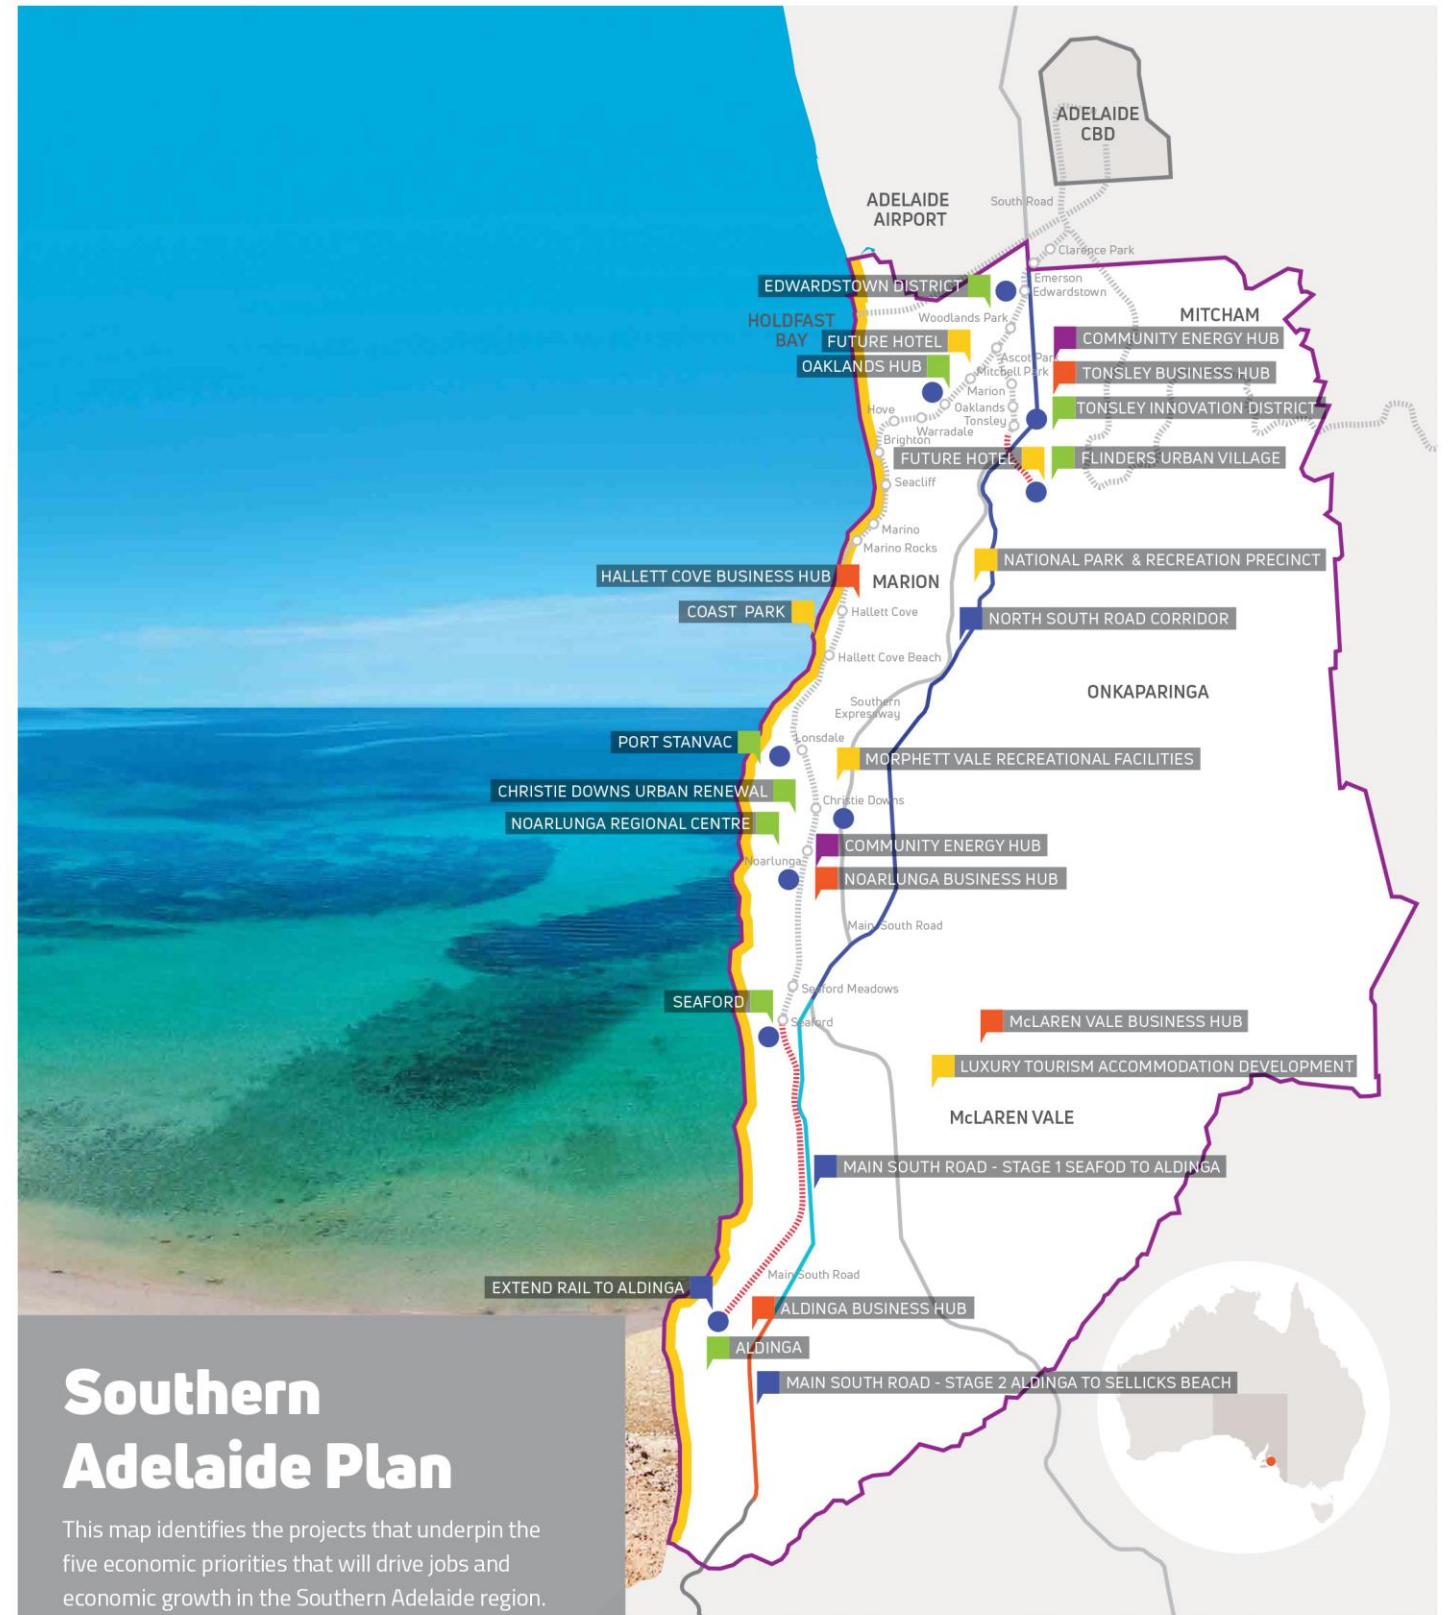 ADELAIDE
CBD
ADELAIDE
AIRPORT
South Road
Clarence Park
Emerson
EDWARDSTOWN DISTRICT
Edwardstown
HOLDFAST
BAY
Woodlands Park
MITCHAM
FUTURE HOTEL
COMMUNITY ENERGY HUB
Ascot Park
OAKLANDS HUB
Mitchell Park
TONSLEY BUSINESS HUB
Marion
Hove
Oaklands
TONSLEY INNOVATION DISTRICT
Tonsley
Warradale
Brighton
FUTURE HOTEL
FLINDERS URBAN VILLAGE
Seacliff
Marino
Marino Rocks
NATIONAL PARK & RECREATION PRECINCT
HALLETT COVE BUSINESS HUB
MARION
COAST PARK
Hallett Cove
NORTH SOUTH ROAD CORRIDOR
Hallett Cove Beach
ONKAPARINGA
Southern
Expressway
PORT STANVAC
Lonsdale
MORPHETT VALE RECREATIONAL FACILITIES
CHRISTIE DOWNS URBAN RENEWAL
Christie Downs
NOARLUNGA REGIONAL CENTRE
COMMUNITY ENERGY HUB
Noarlunga
NOARLUNGA BUSINESS HUB
Main South Road
Seaford Meadows
SEAFORD
Seaford
McLAREN VALE BUSINESS HUB
LUXURY TOURISM ACCOMMODATION DEVELOPMENT
McLAREN VALE
MAIN SOUTH ROAD - STAGE 1 SEAFOD TO ALDINGA
Main South Road
EXTEND RAIL TO ALDINGA
ALDINGA BUSINESS HUB
ALDINGA
MAIN SOUTH ROAD - STAGE 2 ALDINGA TO SELLICKS BEACH
Southern
Adelaide Plan
This map identifies the projects that underpin the
five economic priorities that will drive jobs and
economic growth in the Southern Adelaide region.